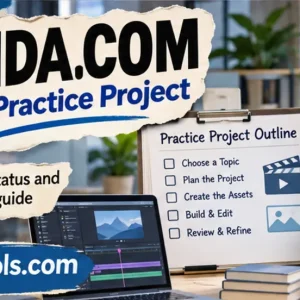 IDA.COM
Practice Project
tatus and
guide
ols.com
Practice Project Outline
Choose a Topic
Plan the Project
Create the Assets
Build & Edit
Review & Refine